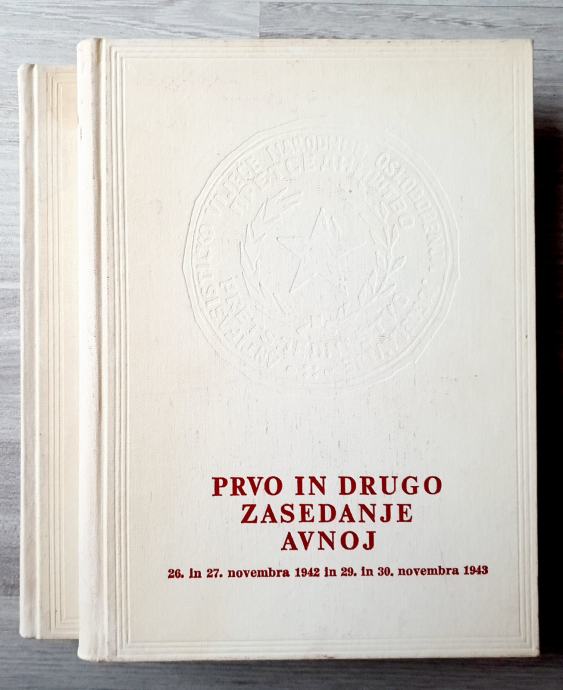 PRVO IN DRUGO
ZASEDANJE
AVNOJ
26. in 27. novembra 1942 in 29. in 30. novembra 1943